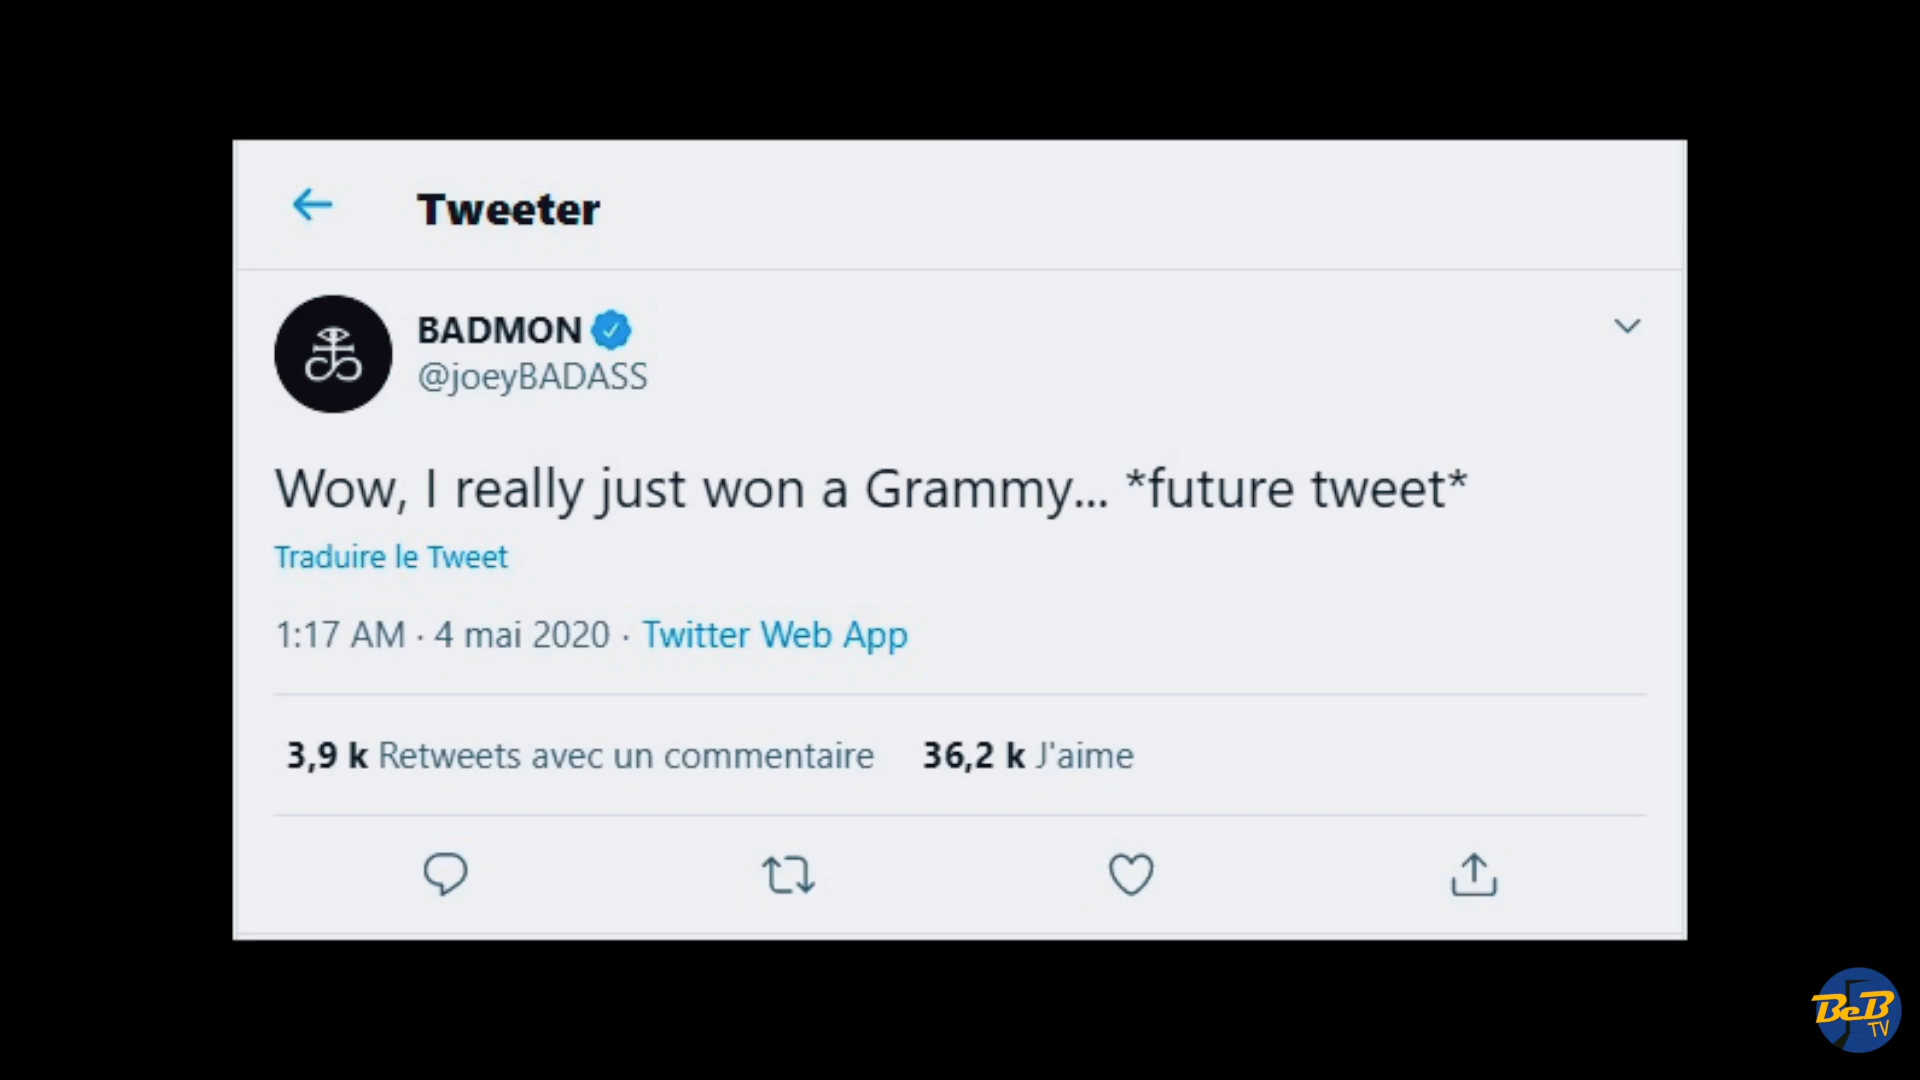 Tweeter
BADMON
@joeyBADASS
Wow, I really just won a Grammy... *future tweet*
Traduire le Tweet
1:17 AM · 4 mai 2020 · Twitter Web App
3,9 k Retweets avec un commentaire 36,2 k J'aime
BeB
TV